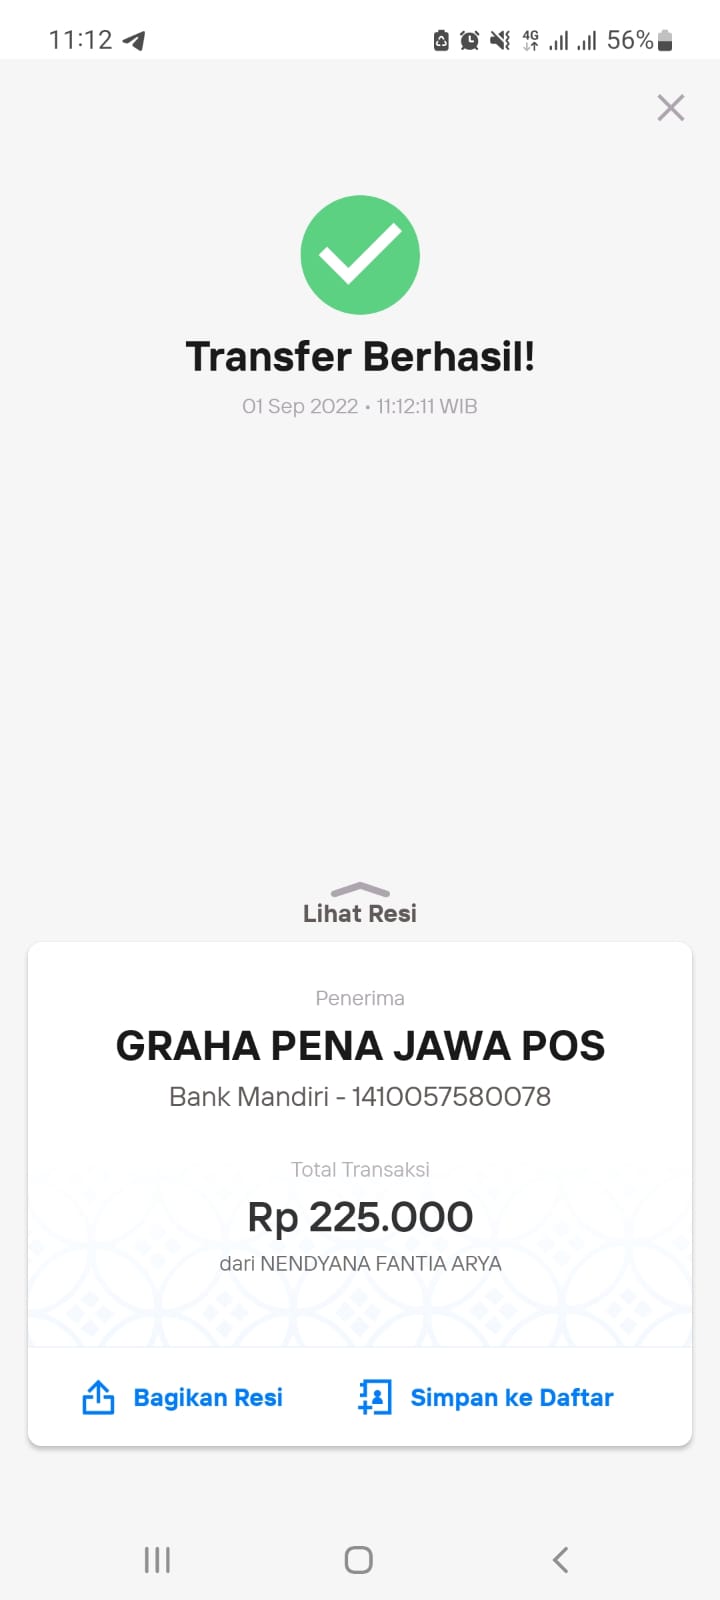 11:12
4G
56%
Transfer Berhasil!
01 Sep 2022 • 11:12:11 WIB
Lihat Resi
Penerima
GRAHA PENA JAWA POS
Bank Mandiri - 1410057580078
Total Transaksi
Rp 225.000
dari NENDYANA FANTIA ARYA
Bagikan Resi
Simpan ke Daftar